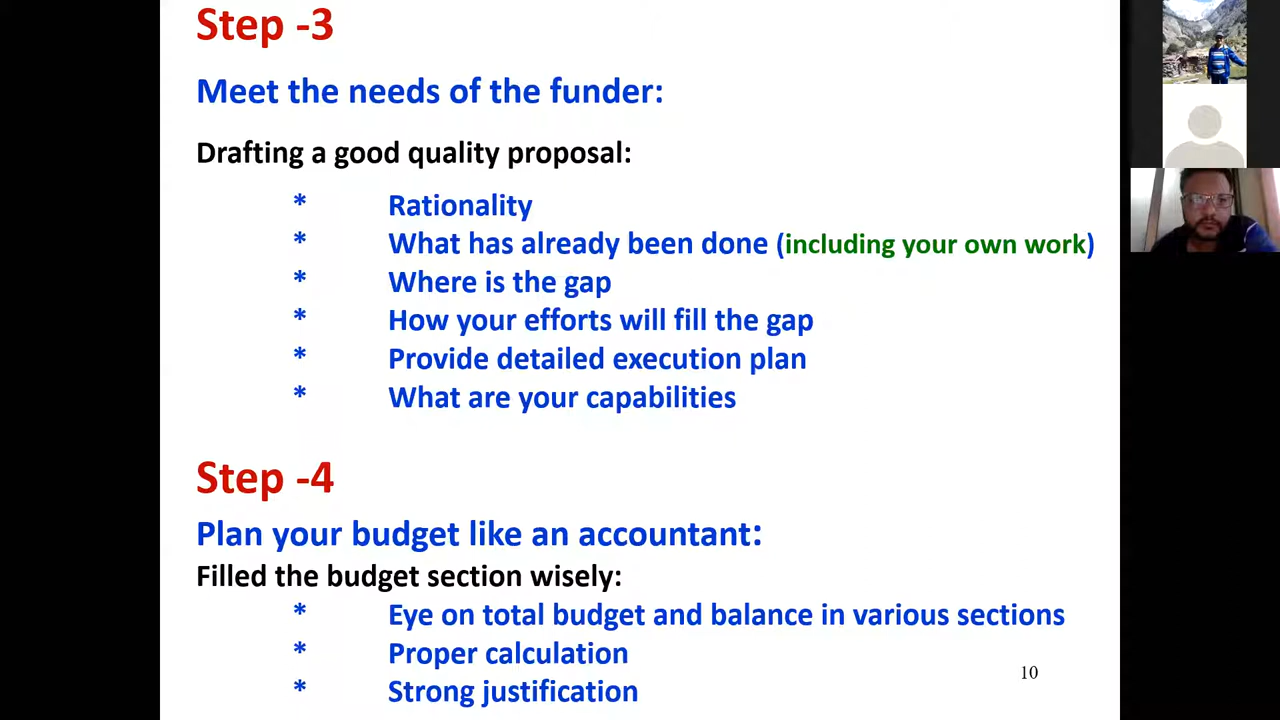 Step -3
Meet the needs of the funder:
Drafting a good quality proposal:
* Rationality
* What has already been done (including your own work)
* Where is the gap
* How your efforts will fill the gap
* Provide detailed execution plan
* What are your capabilities
Step -4
Plan your budget like an accountant:
Filled the budget section wisely:
* Eye on total budget and balance in various sections
* Proper calculation
* Strong justification
10